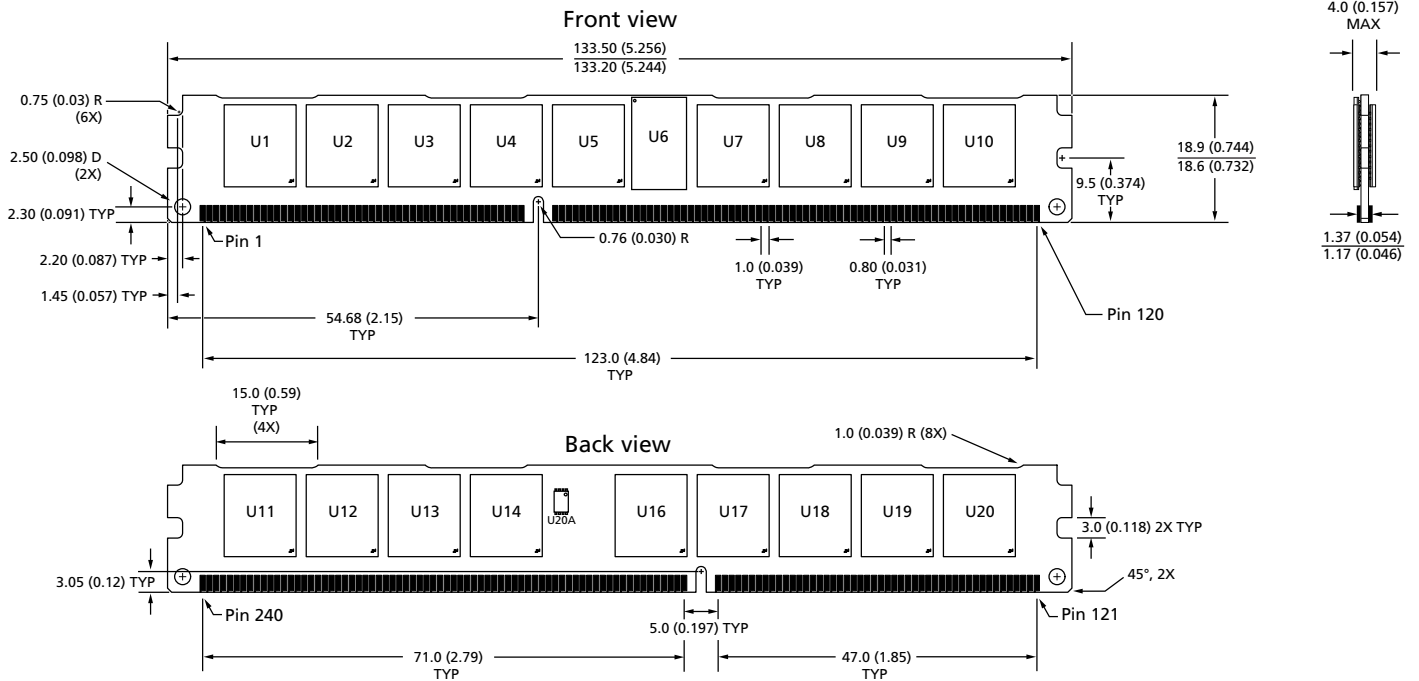 Front view
4.0 (0.157)
MAX
133.50 (5.256)
133.20 (5.244)
0.75 (0.03) R
(6X)
2.50 (0.098) D
(2X)
2.30 (0.091) TYP
2.20 (0.087) TYP
1.45 (0.057) TYP
U1
U2
U3
U4
U5
U6
U7
U8
U9
U10
18.9 (0.744)
18.6 (0.732)
9.5 (0.374)
TYP
Pin 1
0.76 (0.030) R
1.0 (0.039)
TYP
0.80 (0.031)
TYP
1.37 (0.054)
1.17 (0.046)
Pin 120
54.68 (2.15)
TYP
123.0 (4.84)
TYP
15.0 (0.59)
TYP
(4X)
Back view
1.0 (0.039) R (8X)
U11
U12
U13
U14
U20A
U16
U17
U18
U19
U20
3.0 (0.118) 2X TYP
3.05 (0.12) TYP
45°, 2X
Pin 240
5.0 (0.197) TYP
Pin 121
71.0 (2.79)
TYP
47.0 (1.85)
TYP